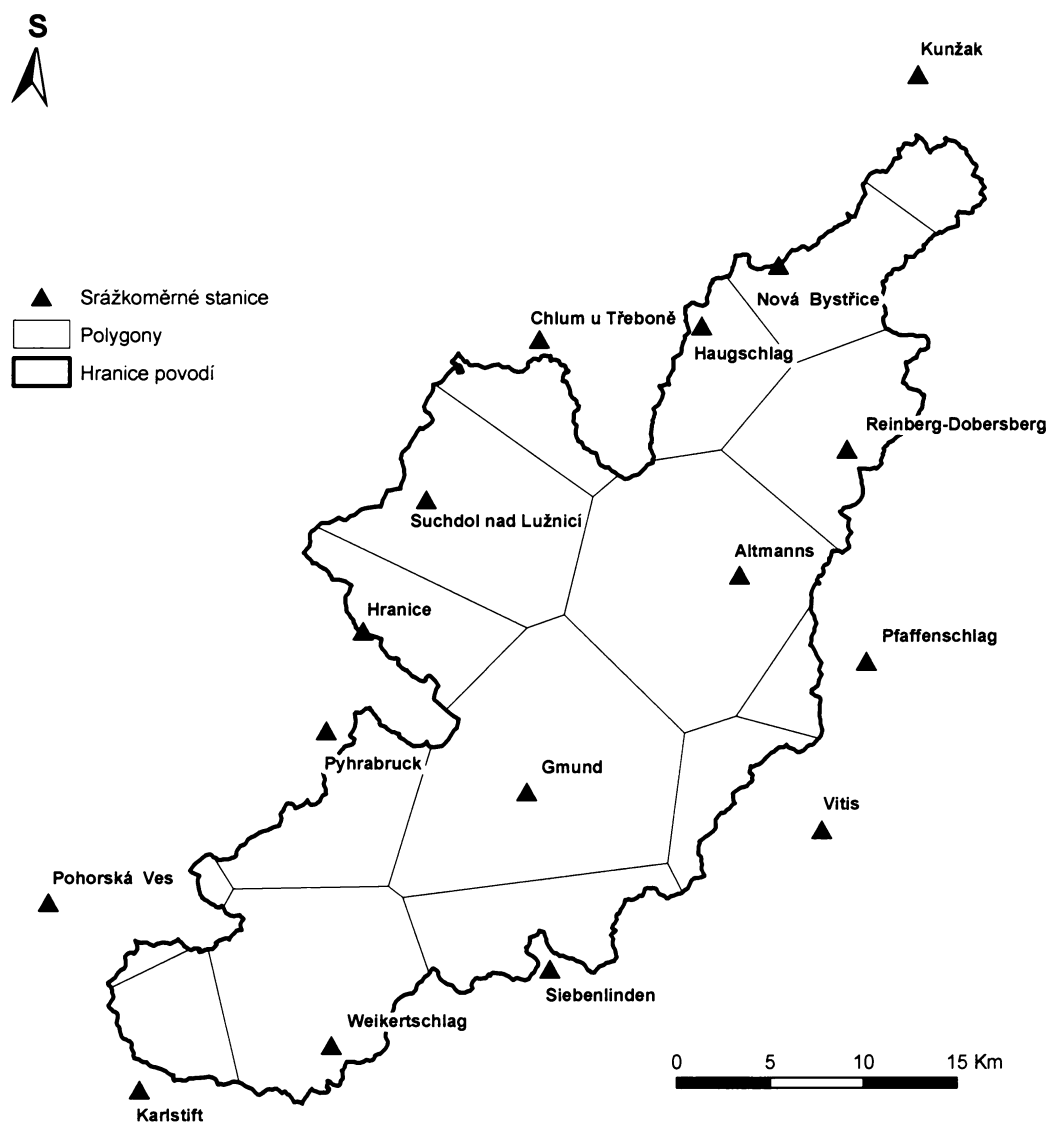 S
Kunžak
Srážkoměrné stanice
Polygony
Hranice povodí
Nová Bystřice
Chlum u Třeboně
Haugschlag
Reinberg-Dobersberg
Suchdol nad Lužnicí
Altmanns
Hranice
Pfaffenschlag
Pyhrabruck
Gmund
Vitis
Pohorská Ves
Siebenlinden
Weikertschlag
0 5 10 15 Km
Karlstift